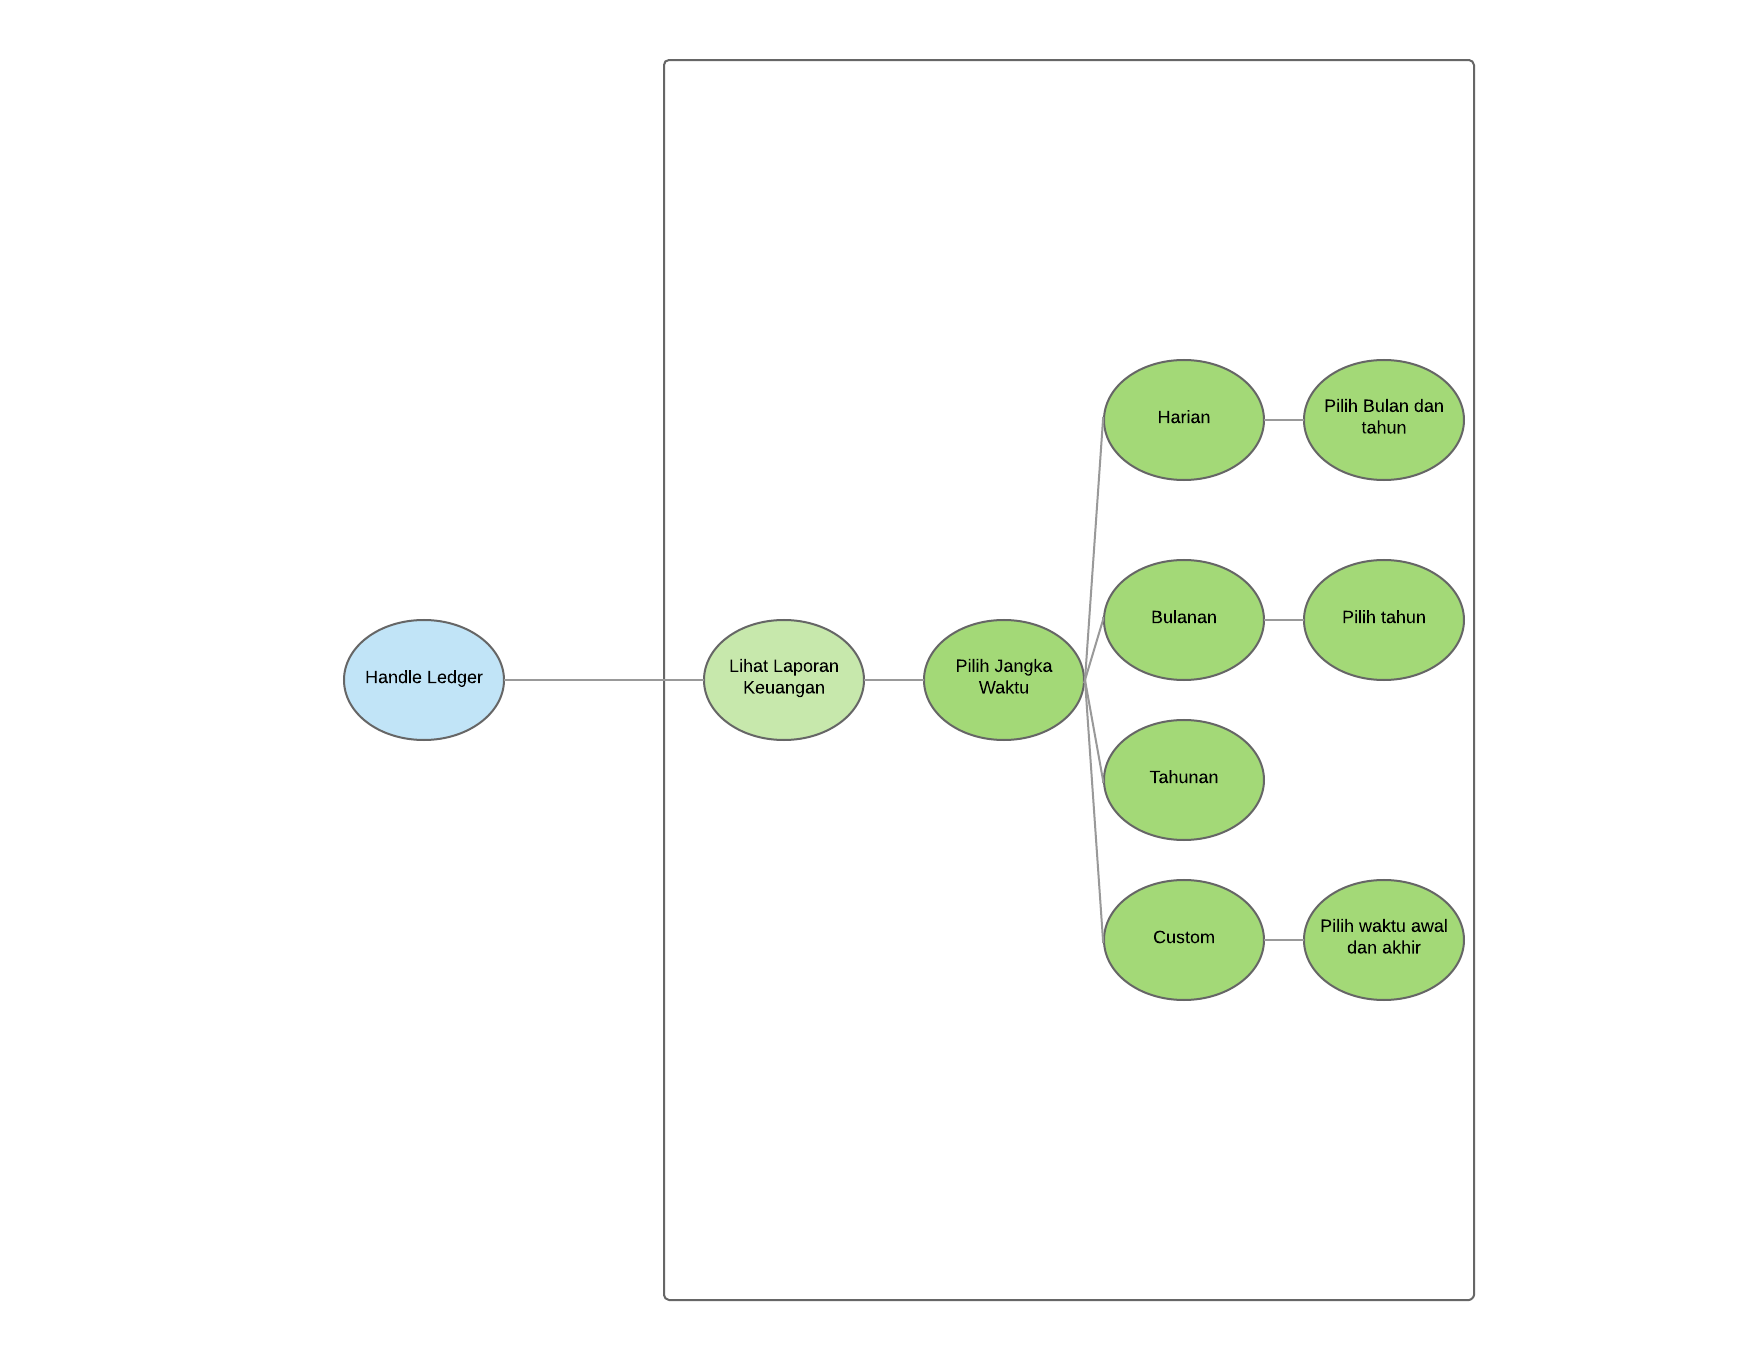 Handle Ledger
Lihat Laporan
Keuangan
Pilih Jangka
Waktu
Harian
Pilih Bulan dan
tahun
Bulanan
Pilih tahun
Tahunan
Custom
Pilih waktu awal
dan akhir